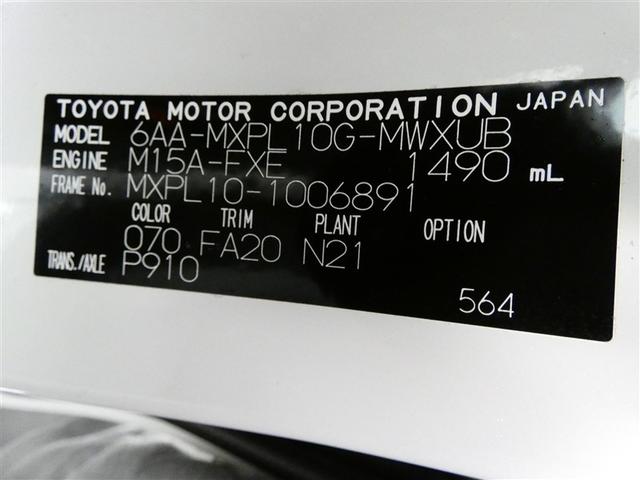 TOYOTA MOTOR CORPORATION JAPAN
MODEL 6AA-MXPL10G-MWXUB
ENGINE M15A-FXE 1490 mL
FRAME No. MXPL10-1006891
COLOR TRIM PLANT OPTION
070 FA20 N21
TRANS./AXLE P910
564